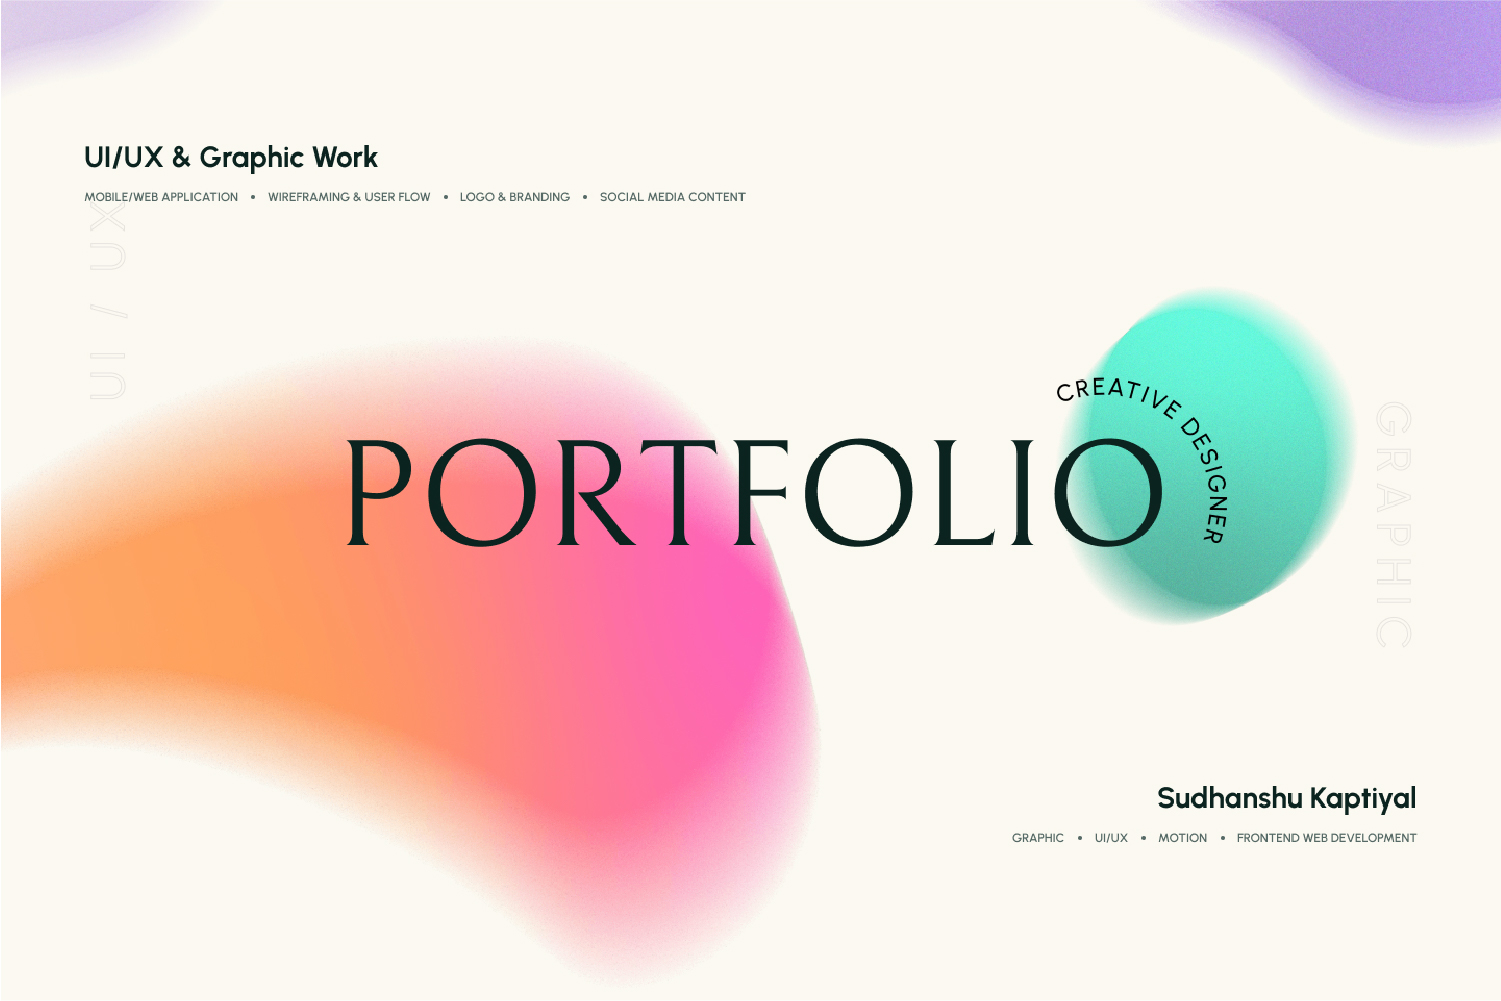 UI/UX & Graphic Work
MOBILE/WEB APPLICATION • WIREFRAMING & USER FLOW • LOGO & BRANDING • SOCIAL MEDIA CONTENT
UI / UX
CREATIVE DESIGNER
PORTFOLIO
GRAPHIC
Sudhanshu Kaptiyal
GRAPHIC • UI/UX • MOTION • FRONTEND WEB DEVELOPMENT